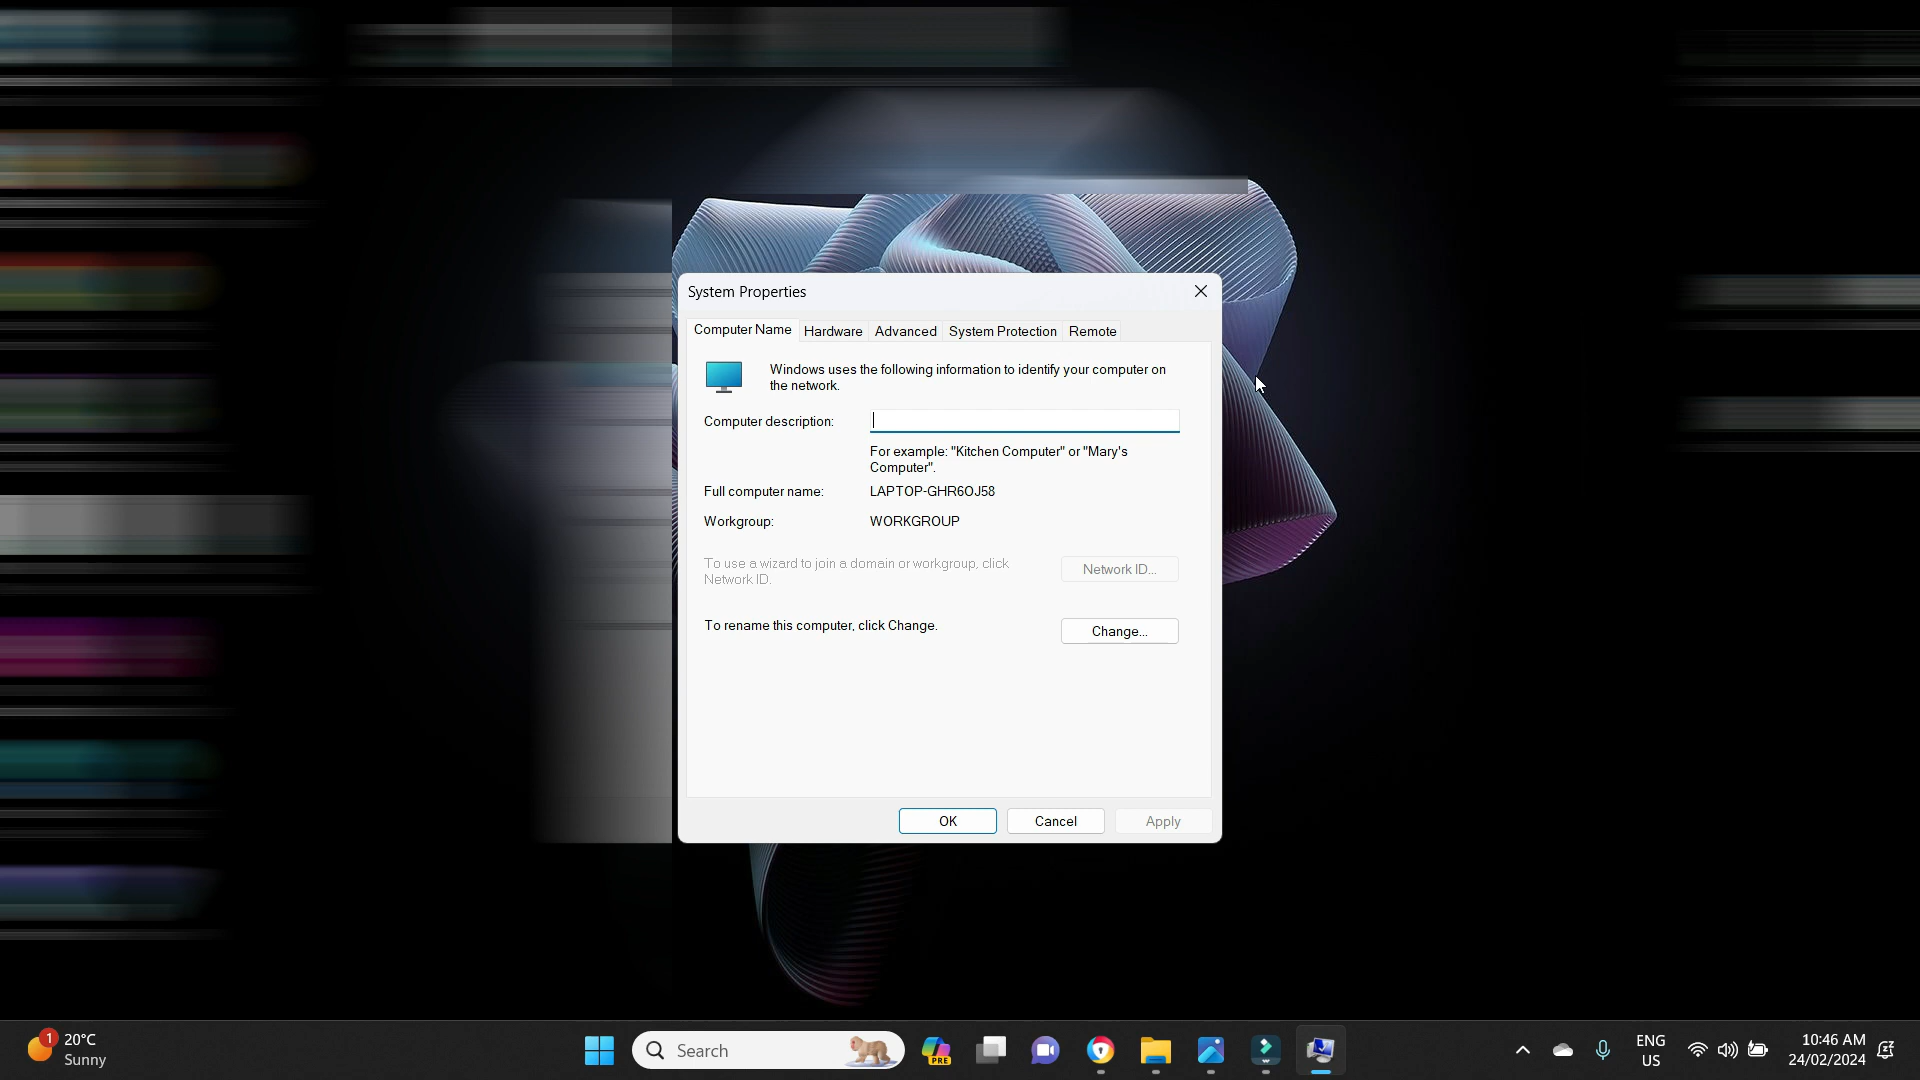 System Properties
Computer Name Hardware Advanced System Protection Remote
Windows uses the following information to identify your computer on
the network.
Computer description:
For example: "Kitchen Computer" or "Mary's
Computer".
Full computer name: LAPTOP-GHR6OJ58
Workgroup: WORKGROUP
To use a wizard to join a domain or workgroup, click
Network ID.
Network ID...
To rename this computer, click Change.
Change...
OK Cancel Apply
1
20°C
Sunny
Search
PRE
ENG
US
10:46 AM
24/02/2024